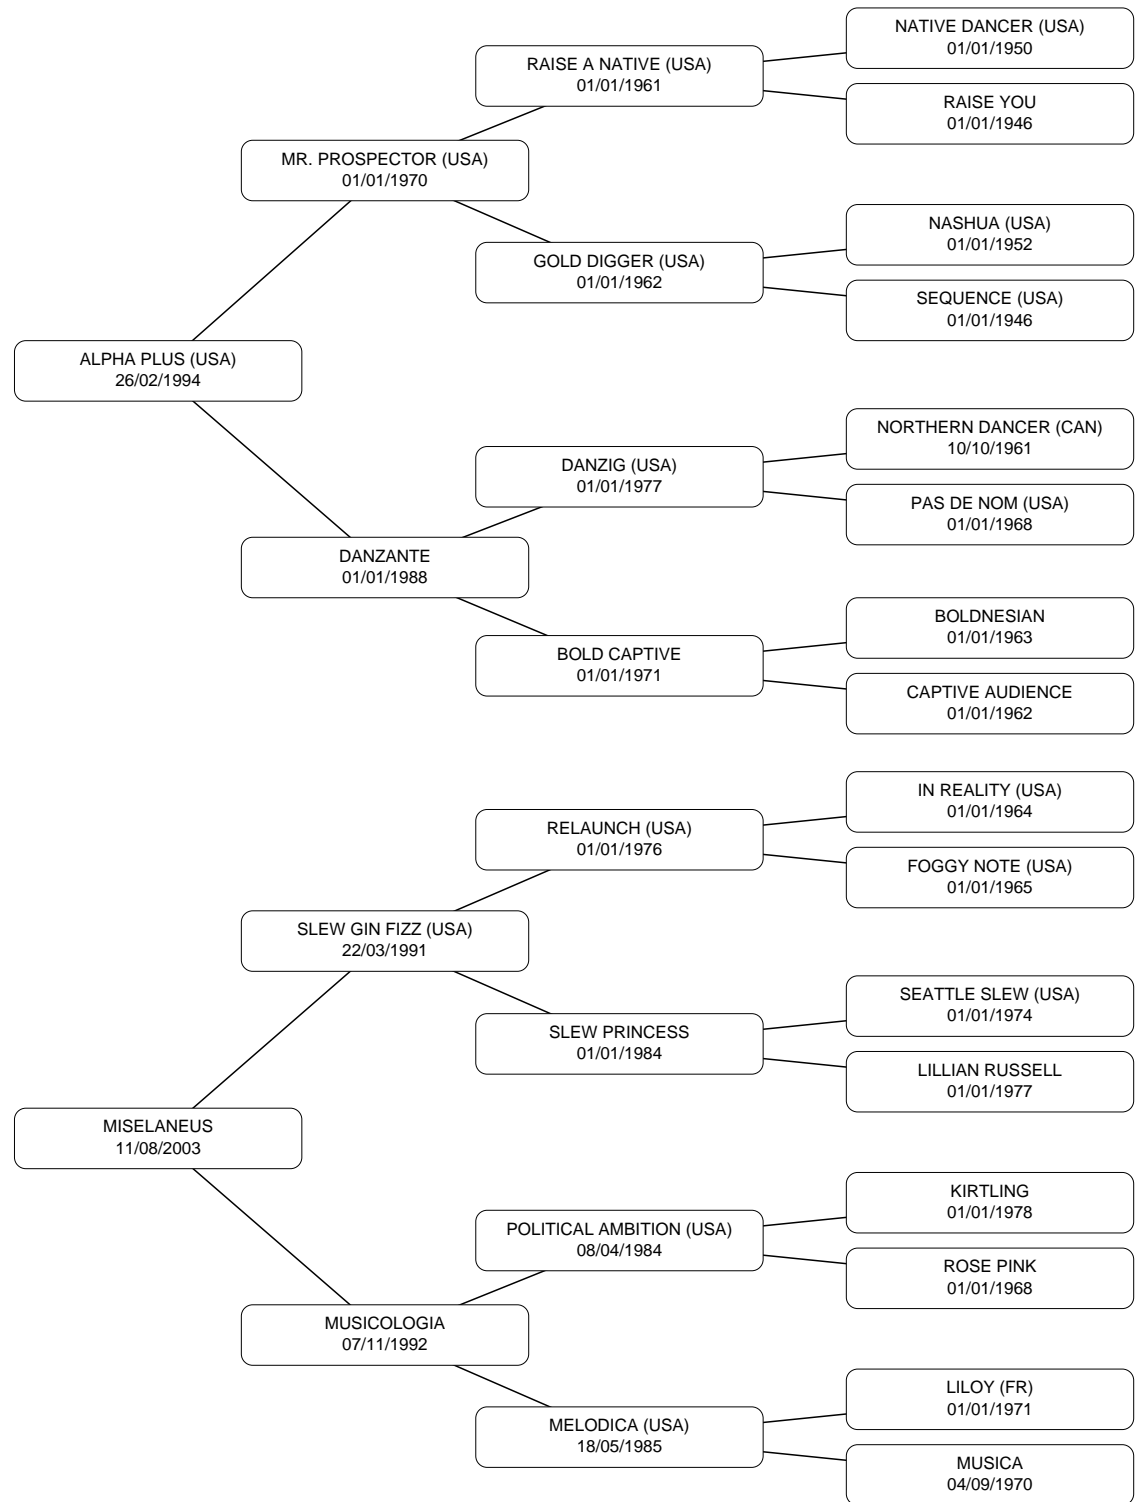 NATIVE DANCER (USA)
01/01/1950
RAISE A NATIVE (USA)
01/01/1961
RAISE YOU
01/01/1946
MR. PROSPECTOR (USA)
01/01/1970
NASHUA (USA)
01/01/1952
GOLD DIGGER (USA)
01/01/1962
SEQUENCE (USA)
01/01/1946
ALPHA PLUS (USA)
26/02/1994
NORTHERN DANCER (CAN)
10/10/1961
DANZIG (USA)
01/01/1977
PAS DE NOM (USA)
01/01/1968
DANZANTE
01/01/1988
BOLDNESIAN
01/01/1963
BOLD CAPTIVE
01/01/1971
CAPTIVE AUDIENCE
01/01/1962
IN REALITY (USA)
01/01/1964
RELAUNCH (USA)
01/01/1976
FOGGY NOTE (USA)
01/01/1965
SLEW GIN FIZZ (USA)
22/03/1991
SEATTLE SLEW (USA)
01/01/1974
SLEW PRINCESS
01/01/1984
LILLIAN RUSSELL
01/01/1977
MISELANEUS
11/08/2003
KIRTLING
01/01/1978
POLITICAL AMBITION (USA)
08/04/1984
ROSE PINK
01/01/1968
MUSICOLOGIA
07/11/1992
LILOY (FR)
01/01/1971
MELODICA (USA)
18/05/1985
MUSICA
04/09/1970